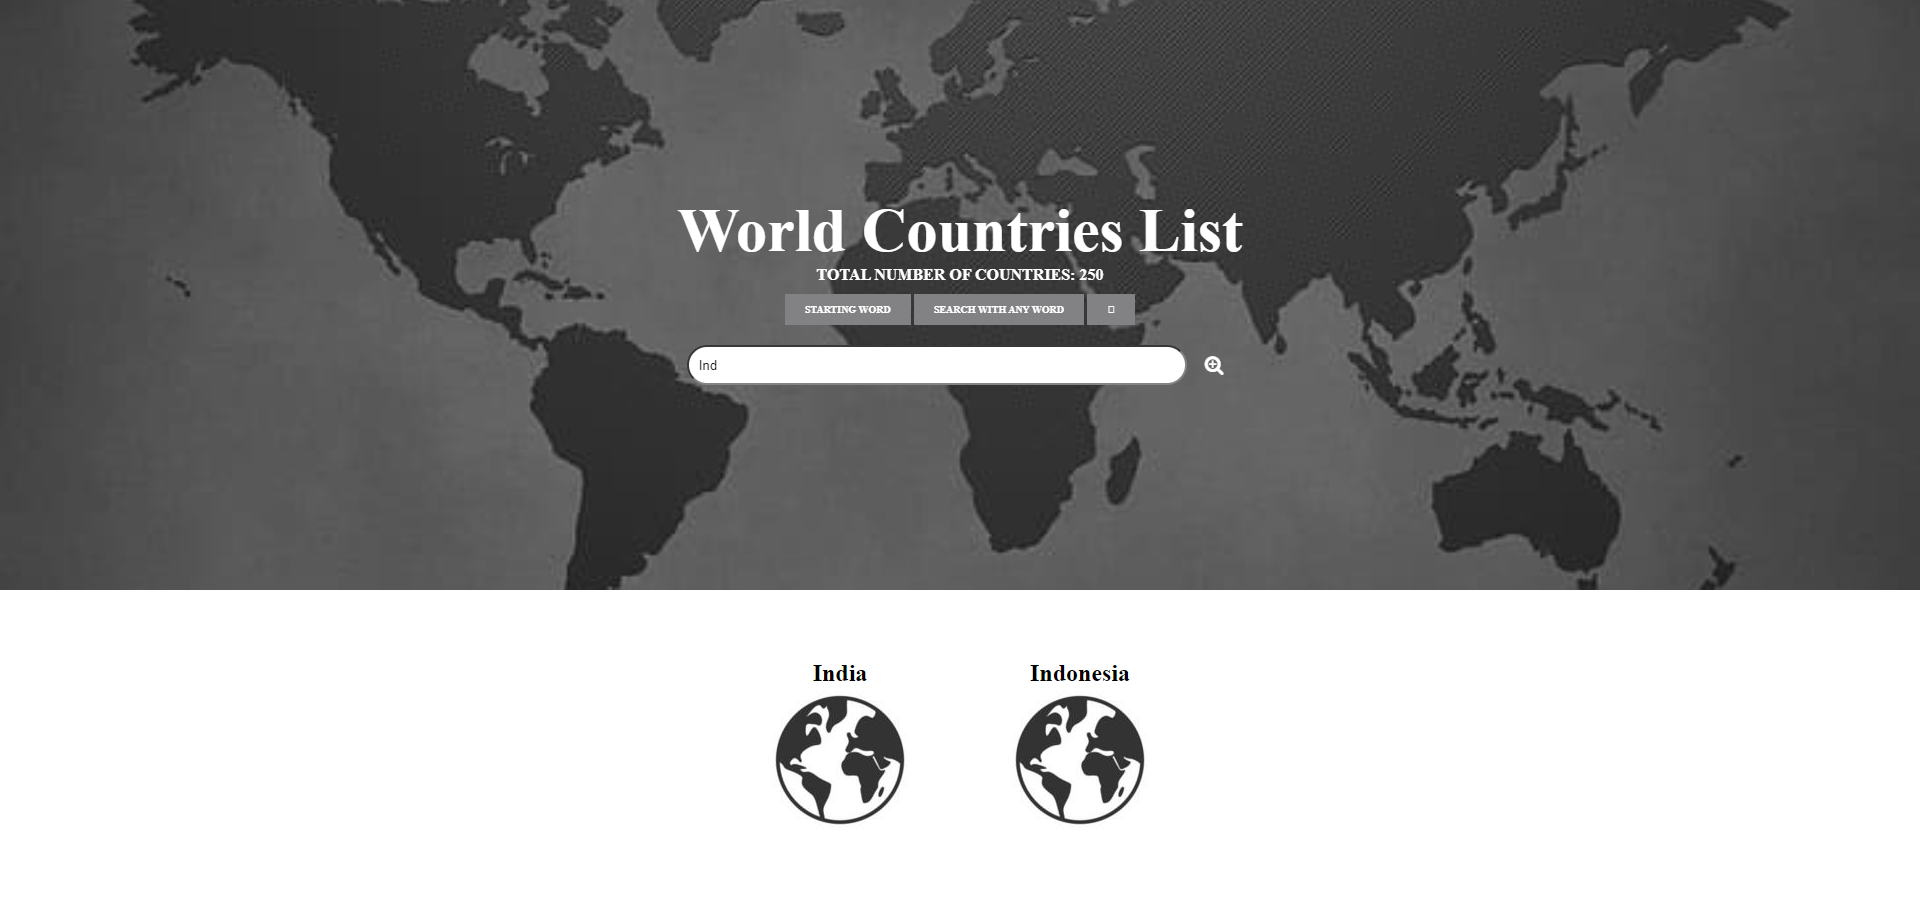 World Countries List
TOTAL NUMBER OF COUNTRIES: 250
STARTING WORD SEARCH WITH ANY WORD
Ind
India Indonesia